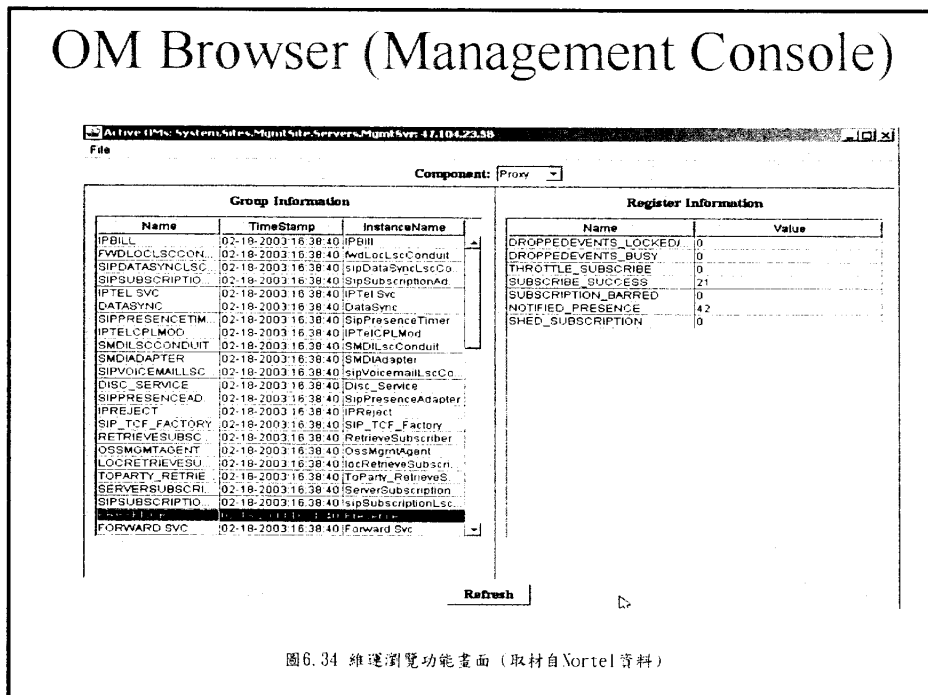 OM Browser (Management Console)
Active OMs: System.Sites.MgmtSite.Servers.MgmtSvr: 47.104.23.58
File
Component: Proxy
Group Information
Name TimeStamp InstanceName
IPBILL 02-18-2003:16:38:40 IPBill
FWDLOCLSCCON... 02-18-2003:16:38:40 fwdLocLscConduit
SIPDATASYNCLSC... 02-18-2003:16:38:40 sipDataSyncLscCo...
SIPSUBSCRIPTIO... 02-18-2003:16:38:40 SipSubscriptionAd...
IPTEL SVC 02-18-2003:16:38:40 IPTel Svc
DATASYNC 02-18-2003:16:38:40 DataSync
SIPPRESENCETIM... 02-18-2003:16:38:40 SipPresenceTimer
IPTELCPLMOD 02-18-2003:16:38:40 IPTelCPLMod
SMDILSCCONDUIT 02-18-2003:16:38:40 SMDILscConduit
SMDIADAPTER 02-18-2003:16:38:40 SMDIAdapter
SIPVOICEMAILLSC... 02-18-2003:16:38:40 sipVoicemailLscCo...
DISC_SERVICE 02-18-2003:16:38:40 Disc_Service
SIPPRESENCEAD... 02-18-2003:16:38:40 SipPresenceAdapter
IPREJECT 02-18-2003:16:38:40 IPReject
SIP_TCF_FACTORY 02-18-2003:16:38:40 SIP_TCF_Factory
RETRIEVESUBSC... 02-18-2003:16:38:40 RetrieveSubscriber
OSSMGMTAGENT 02-18-2003:16:38:40 OssMgmtAgent
LOCRETRIEVESU... 02-18-2003:16:38:40 locRetrieveSubscri...
TOPARTY_RETRIE... 02-18-2003:16:38:40 ToParty_RetrieveS...
SERVERSUBSCRI... 02-18-2003:16:38:40 ServerSubscription
SIPSUBSCRIPTIO... 02-18-2003:16:38:40 sipSubscriptionLsc...
FORWARD SVC 02-18-2003:16:38:40 Forward Svc
Register Information
Name Value
DROPPEDEVENTS_LOCKED/... 0
DROPPEDEVENTS_BUSY 0
THROTTLE_SUBSCRIBE 0
SUBSCRIBE_SUCCESS 21
SUBSCRIPTION_BARRED 0
NOTIFIED_PRESENCE 42
SHED_SUBSCRIPTION 0
Refresh
圖6.34 維運瀏覽功能畫面（取材自Nortel資料）